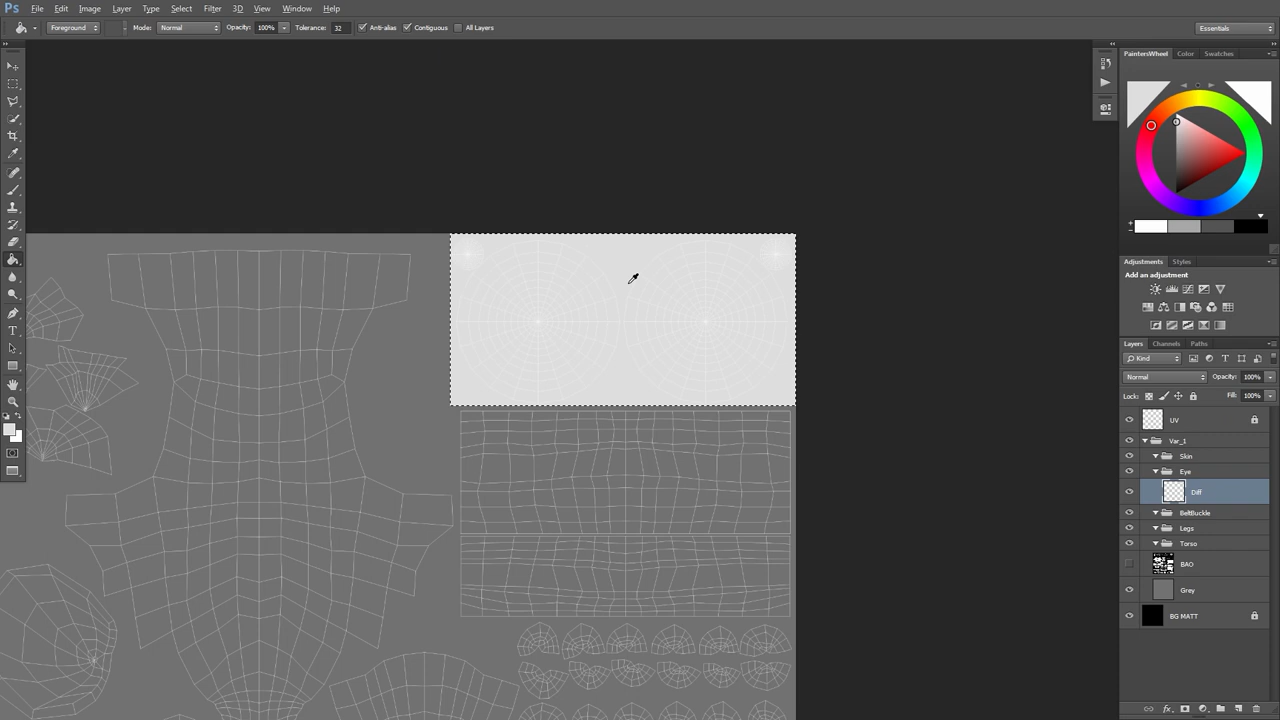 Ps File Edit Image Layer Type Select Filter 3D View Window Help
Foreground Mode: Normal Opacity: 100% Tolerance: 32 Anti-alias Contiguous All Layers Essentials
PaintersWheel Color Swatches
Adjustments Styles
Add an adjustment
Layers Channels Paths
Kind
Normal Opacity: 100%
Lock: Fill: 100%
UV
Var_1
Skin
Eye
Diff
BeltBuckle
Legs
Torso
BAO
Grey
BG MATT
fx